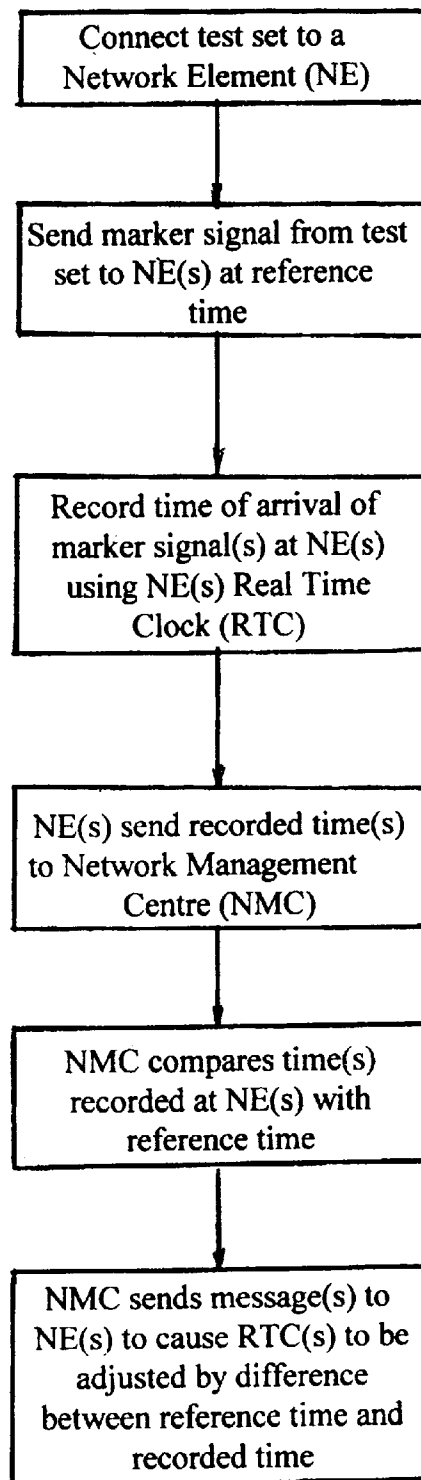 Connect test set to a
Network Element (NE)
Send marker signal from test
set to NE(s) at reference
time
Record time of arrival of
marker signal(s) at NE(s)
using NE(s) Real Time
Clock (RTC)
NE(s) send recorded time(s)
to Network Management
Centre (NMC)
NMC compares time(s)
recorded at NE(s) with
reference time
NMC sends message(s) to
NE(s) to cause RTC(s) to be
adjusted by difference
between reference time and
recorded time